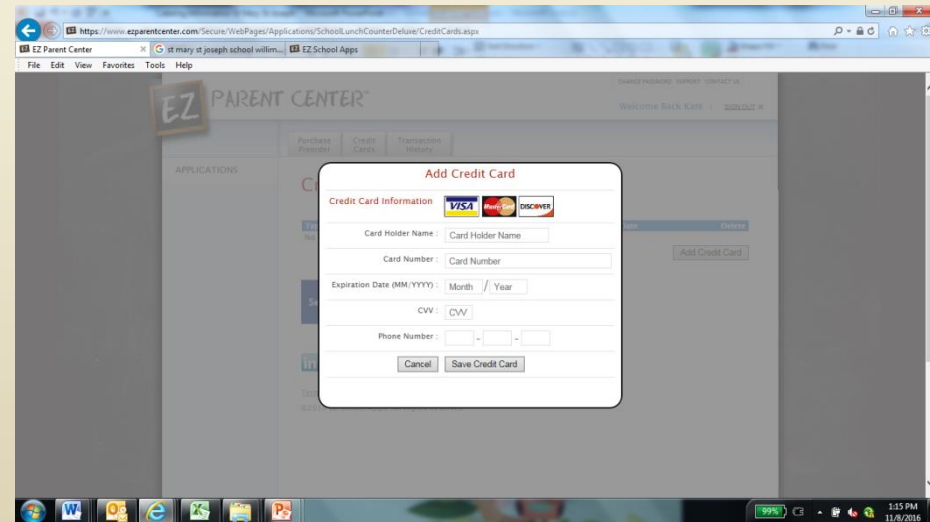 https://www.ezparentcenter.com/Secure/WebPages/Applications/SchoolLunchCounterDeluxe/CreditCards.aspx
EZ Parent Center
st mary st joseph school willim...
EZ School Apps
File Edit View Favorites Tools Help
EZ PARENT CENTER
Welcome Back Kate | SIGN OUT X
Purchase Preorder
Credit Cards
Transaction History
APPLICATIONS
Add Credit Card
Credit Card Information VISA MasterCard DISCOVER
Delete
Card Holder Name : Card Holder Name
Add Credit Card
Card Number : Card Number
Expiration Date (MM/YYYY) : Month / Year
CVV : CVV
Phone Number : - -
Cancel Save Credit Card
99%
1:15 PM
11/8/2016